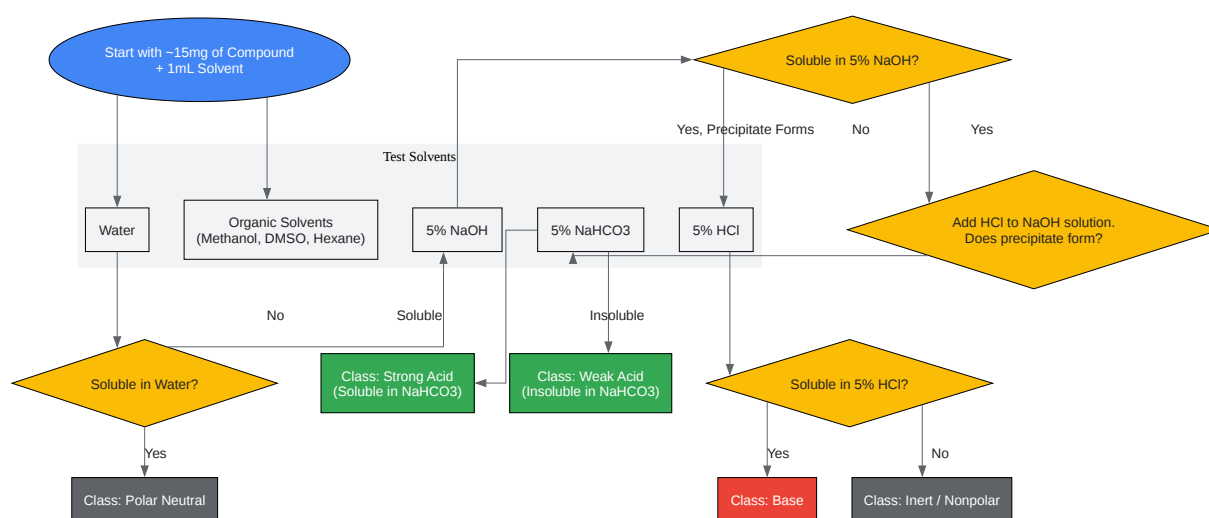 Start with ~15mg of Compound
+ 1mL Solvent
Soluble in 5% NaOH?
Yes, Precipitate Forms
No
Yes
Test Solvents
Water
Organic Solvents
(Methanol, DMSO, Hexane)
5% NaOH
5% NaHCO3
5% HCl
Add HCl to NaOH solution.
Does precipitate form?
No
Soluble
Insoluble
Soluble in Water?
Class: Strong Acid
(Soluble in NaHCO3)
Class: Weak Acid
(Insoluble in NaHCO3)
Soluble in 5% HCl?
Yes
Yes
No
Class: Polar Neutral
Class: Base
Class: Inert / Nonpolar